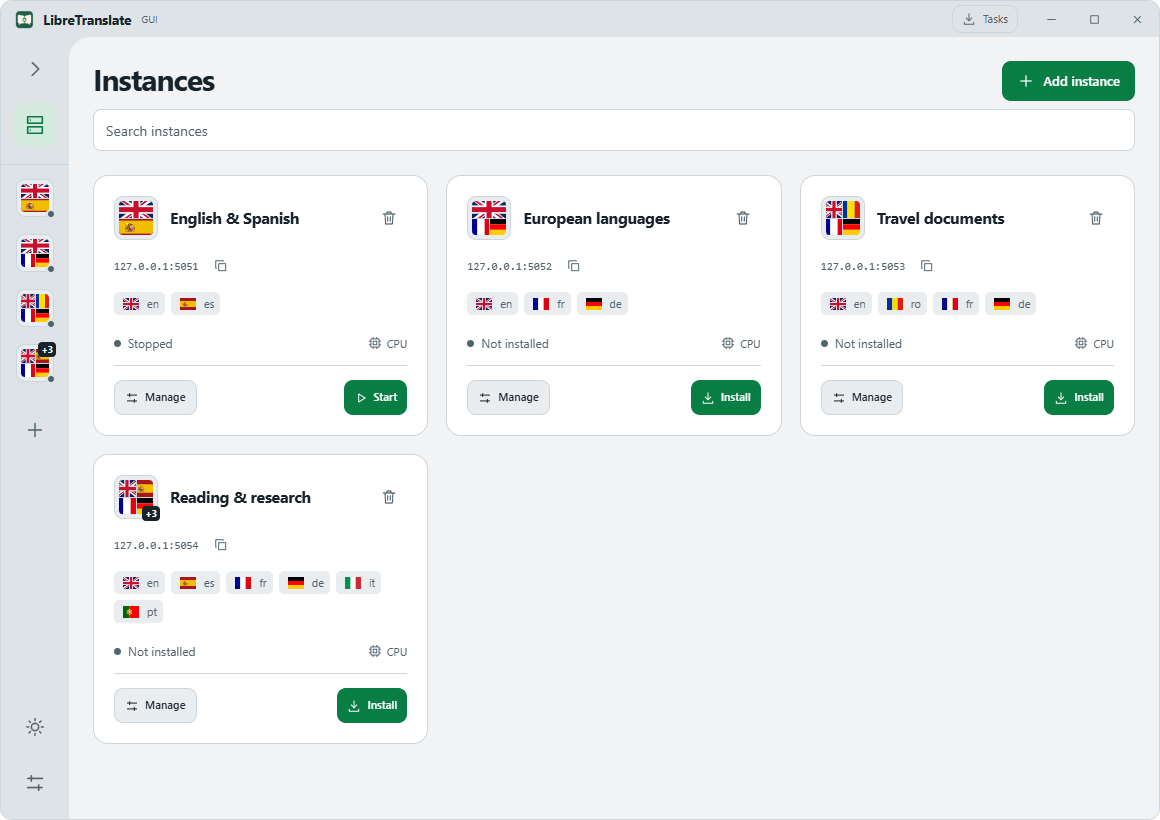 LibreTranslate GUI
Tasks
Instances
Add instance
Search instances
English & Spanish
127.0.0.1:5051
en es
Stopped
CPU
Manage
Start
European languages
127.0.0.1:5052
en fr de
Not installed
CPU
Manage
Install
Travel documents
127.0.0.1:5053
en ro fr de
Not installed
CPU
Manage
Install
+3
Reading & research
+3
127.0.0.1:5054
en es fr de it
pt
Not installed
CPU
Manage
Install